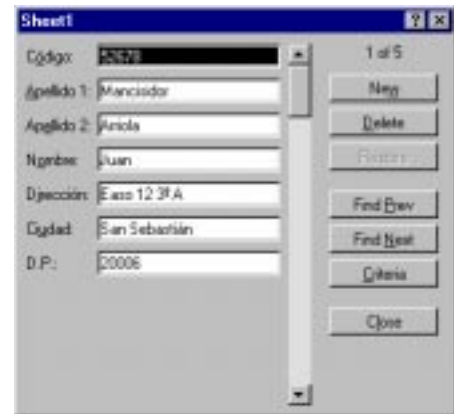 Sheet1
Código: 52678
Apellido 1: Mancisidor
Apellido 2: Arriola
Nombre: Juan
Dirección: Easo 12 3º A
Ciudad: San Sebastián
D.P.: 20006
1 of 5
New
Delete
Restore
Find Prev
Find Next
Criteria
Close